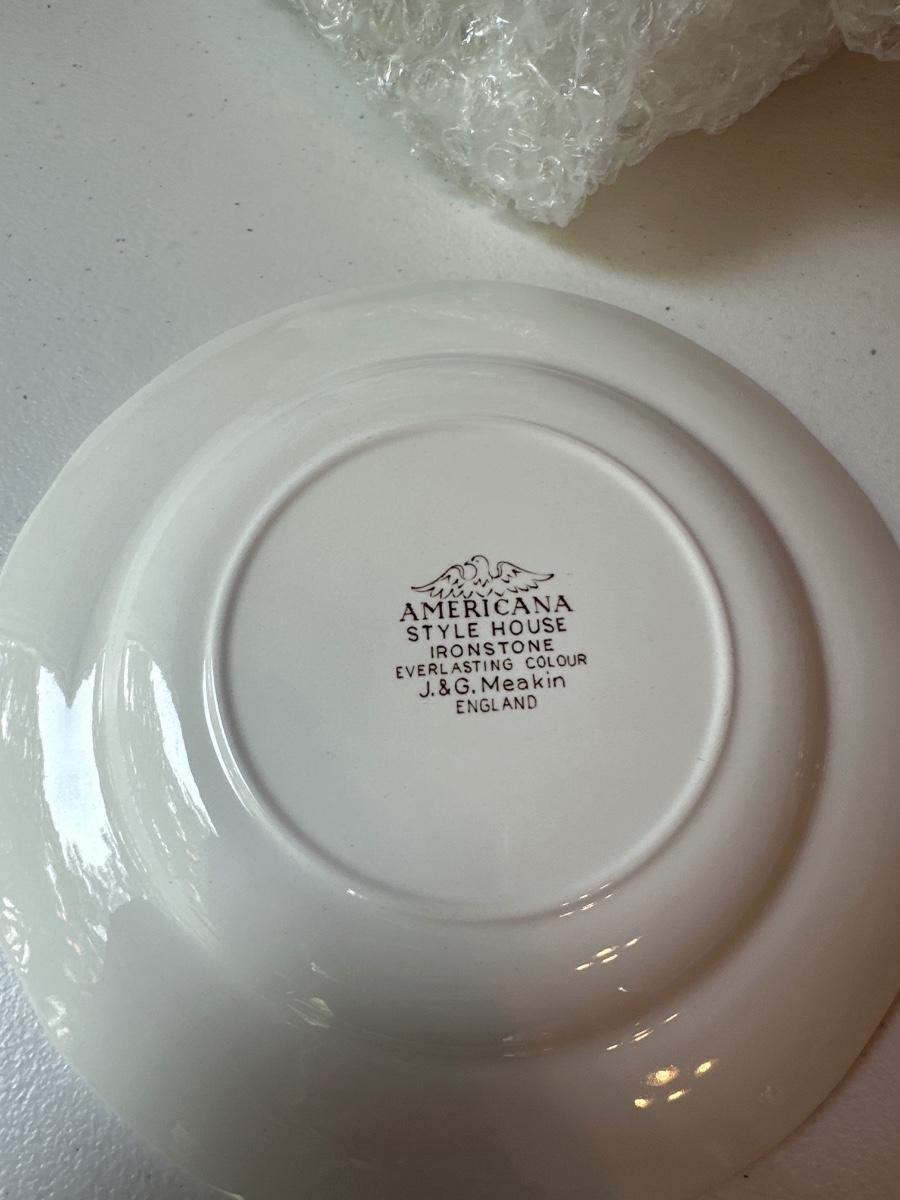 AMERICANA
STYLE HOUSE
IRONSTONE
EVERLASTING COLOUR
J.&G. Meakin
ENGLAND